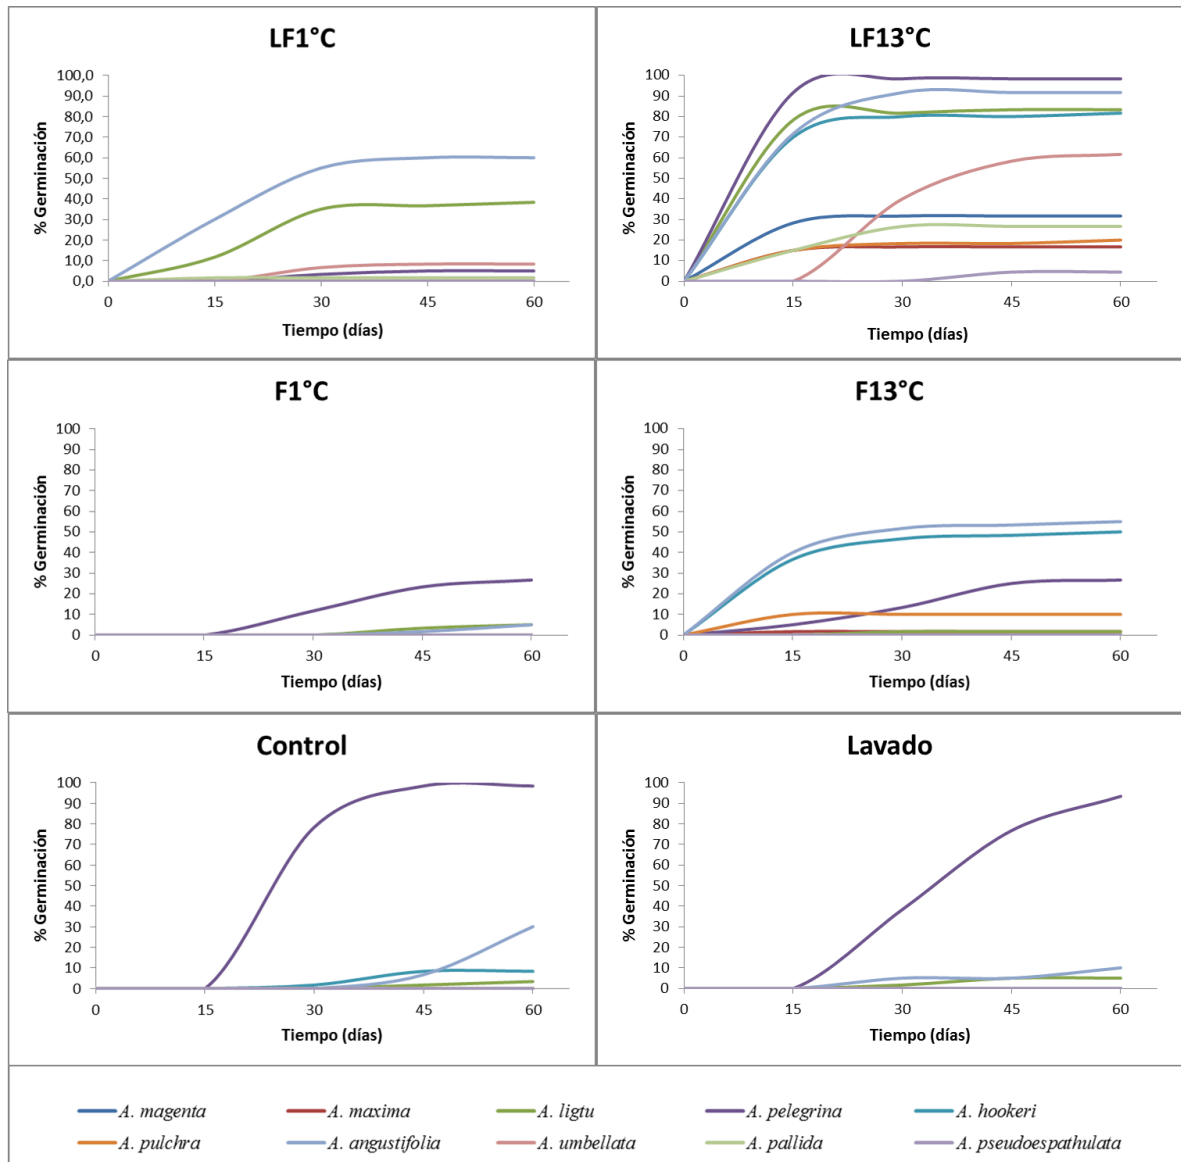 LF1°C
% Germinación
100,0
90,0
80,0
70,0
60,0
50,0
40,0
30,0
20,0
10,0
0,0
0 15 30 45 60
Tiempo (días)
LF13°C
% Germinación
100
90
80
70
60
50
40
30
20
10
0
0 15 30 45 60
Tiempo (días)
F1°C
% Germinación
100
90
80
70
60
50
40
30
20
10
0
0 15 30 45 60
Tiempo (días)
F13°C
% Germinación
100
90
80
70
60
50
40
30
20
10
0
0 15 30 45 60
Tiempo (días)
Control
% Germinación
100
90
80
70
60
50
40
30
20
10
0
0 15 30 45 60
Tiempo (días)
Lavado
% Germinación
100
90
80
70
60
50
40
30
20
10
0
0 15 30 45 60
Tiempo (días)
A. magenta A. maxima A. ligtu A. pelegrina A. hookeri
A. pulchra A. angustifolia A. umbellata A. pallida A. pseudoespathulata